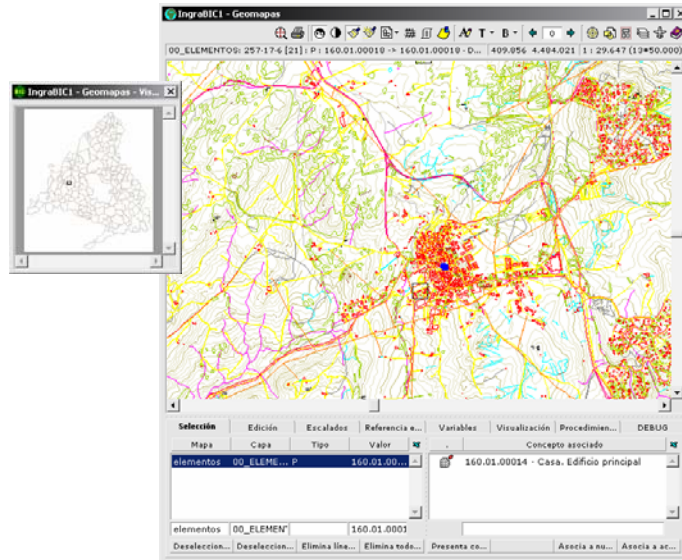 IngraBIC1 - Geomapas
T
B
0
00_ELEMENTOS: 257-17-6 [21] : P : 160.01.00018 -> 160.01.00018 - D... 409.856 4.484.021 1 : 29.647 (13*50.000)
IngraBIC1 - Geomapas - Vis...
Selección Edición Escalados Referencia e... Variables Visualización Procedimien... DEBUG
Mapa Capa Tipo Valor . Concepto asociado
elementos 00_ELEME... P 160.01.00... 160.01.00014 - Casa. Edificio principal
elementos 00_ELEMEN 160.01.0001
Deseleccion... Deseleccion... Elimina líne... Elimina todo... Presenta co... Asocia a nu... Asocia a ac...